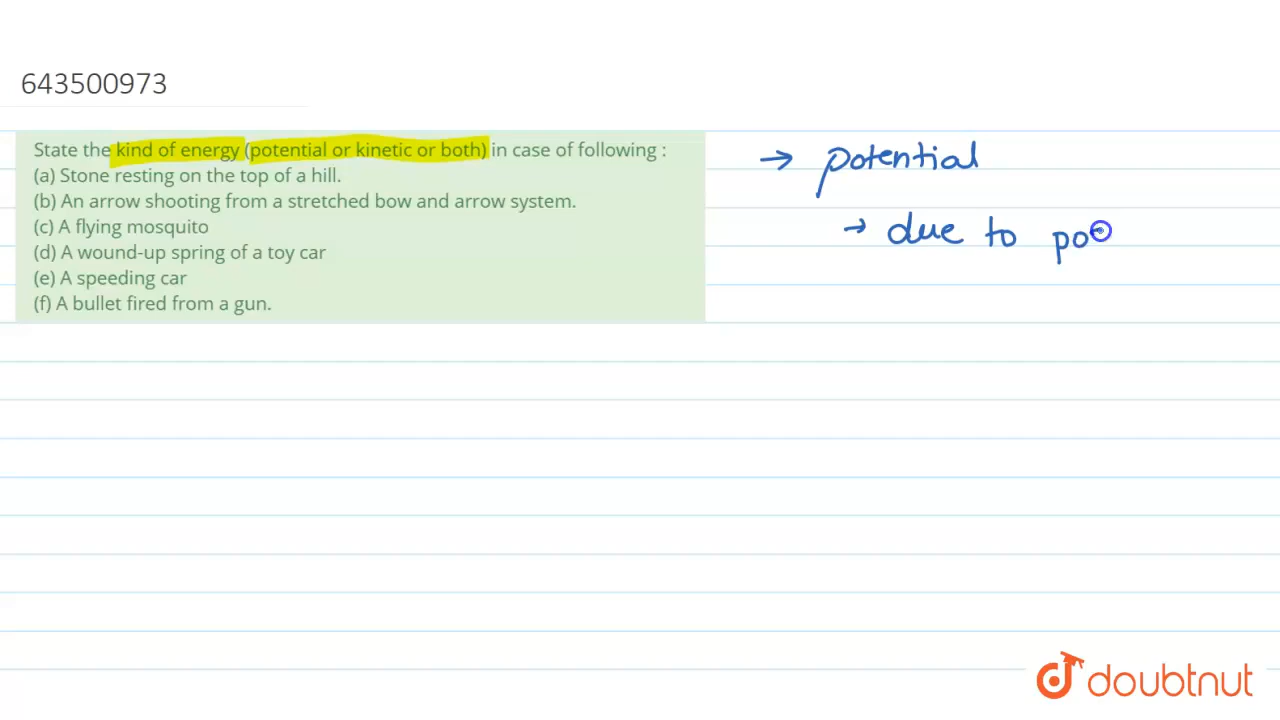 643500973
State the kind of energy (potential or kinetic or both) in case of following :
(a) Stone resting on the top of a hill.
(b) An arrow shooting from a stretched bow and arrow system.
(c) A flying mosquito
(d) A wound-up spring of a toy car
(e) A speeding car
(f) A bullet fired from a gun.
→ potential
→ due to
doubtnut